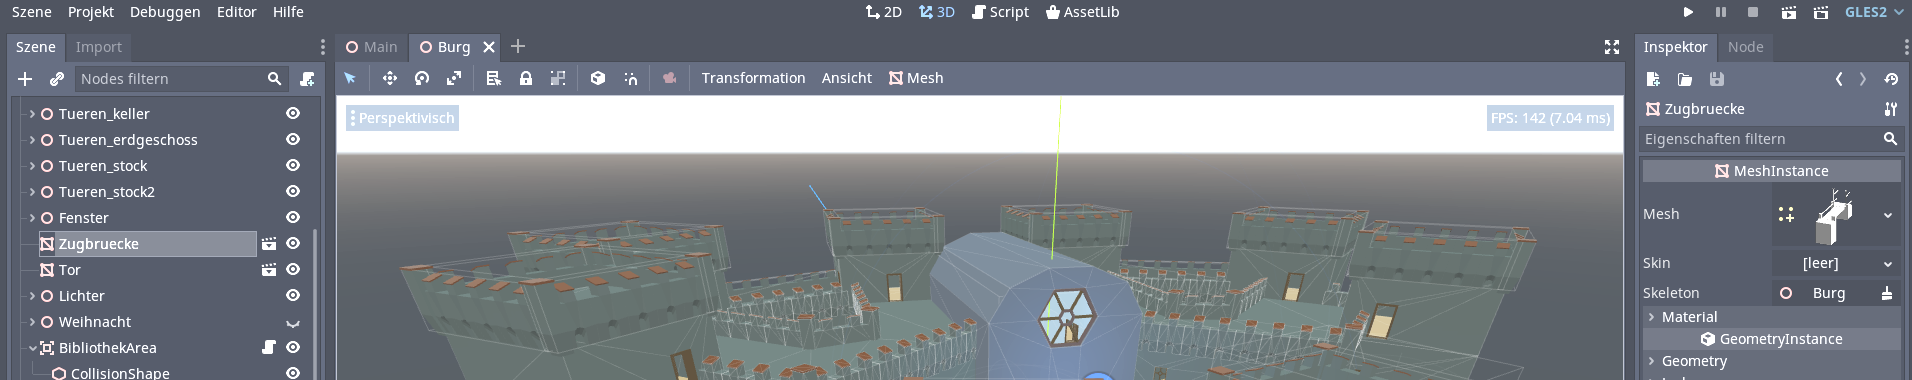 Szene Projekt Debuggen Editor Hilfe 2D 3D Script AssetLib GLES2
Szene Import Main Burg Inspektor Node
Nodes filtern Transformation Ansicht Mesh
Perspektivisch FPS: 142 (7.04 ms)
Tueren_keller
Tueren_erdgeschoss
Tueren_stock
Tueren_stock2
Fenster
Zugbruecke
Tor
Lichter
Weihnacht
BibliothekArea
CollisionShape
Zugbruecke
Eigenschaften filtern
MeshInstance
Mesh
Skin [leer]
Skeleton Burg
Material
GeometryInstance
Geometry